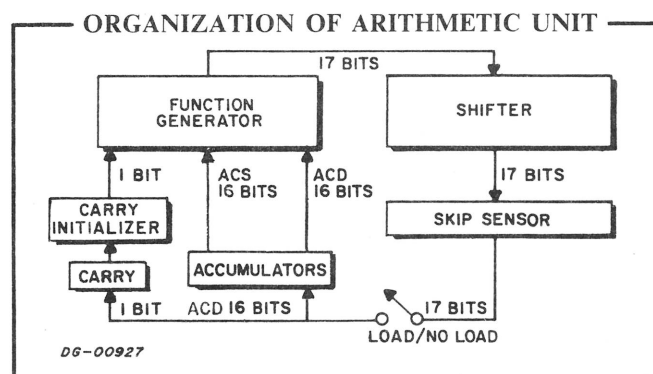 ORGANIZATION OF ARITHMETIC UNIT
17 BITS
FUNCTION
GENERATOR
SHIFTER
1 BIT
ACS
16 BITS
ACD
16 BITS
17 BITS
CARRY
INITIALIZER
SKIP SENSOR
CARRY
ACCUMULATORS
1 BIT
ACD 16 BITS
17 BITS
LOAD/NO LOAD
DG-00927